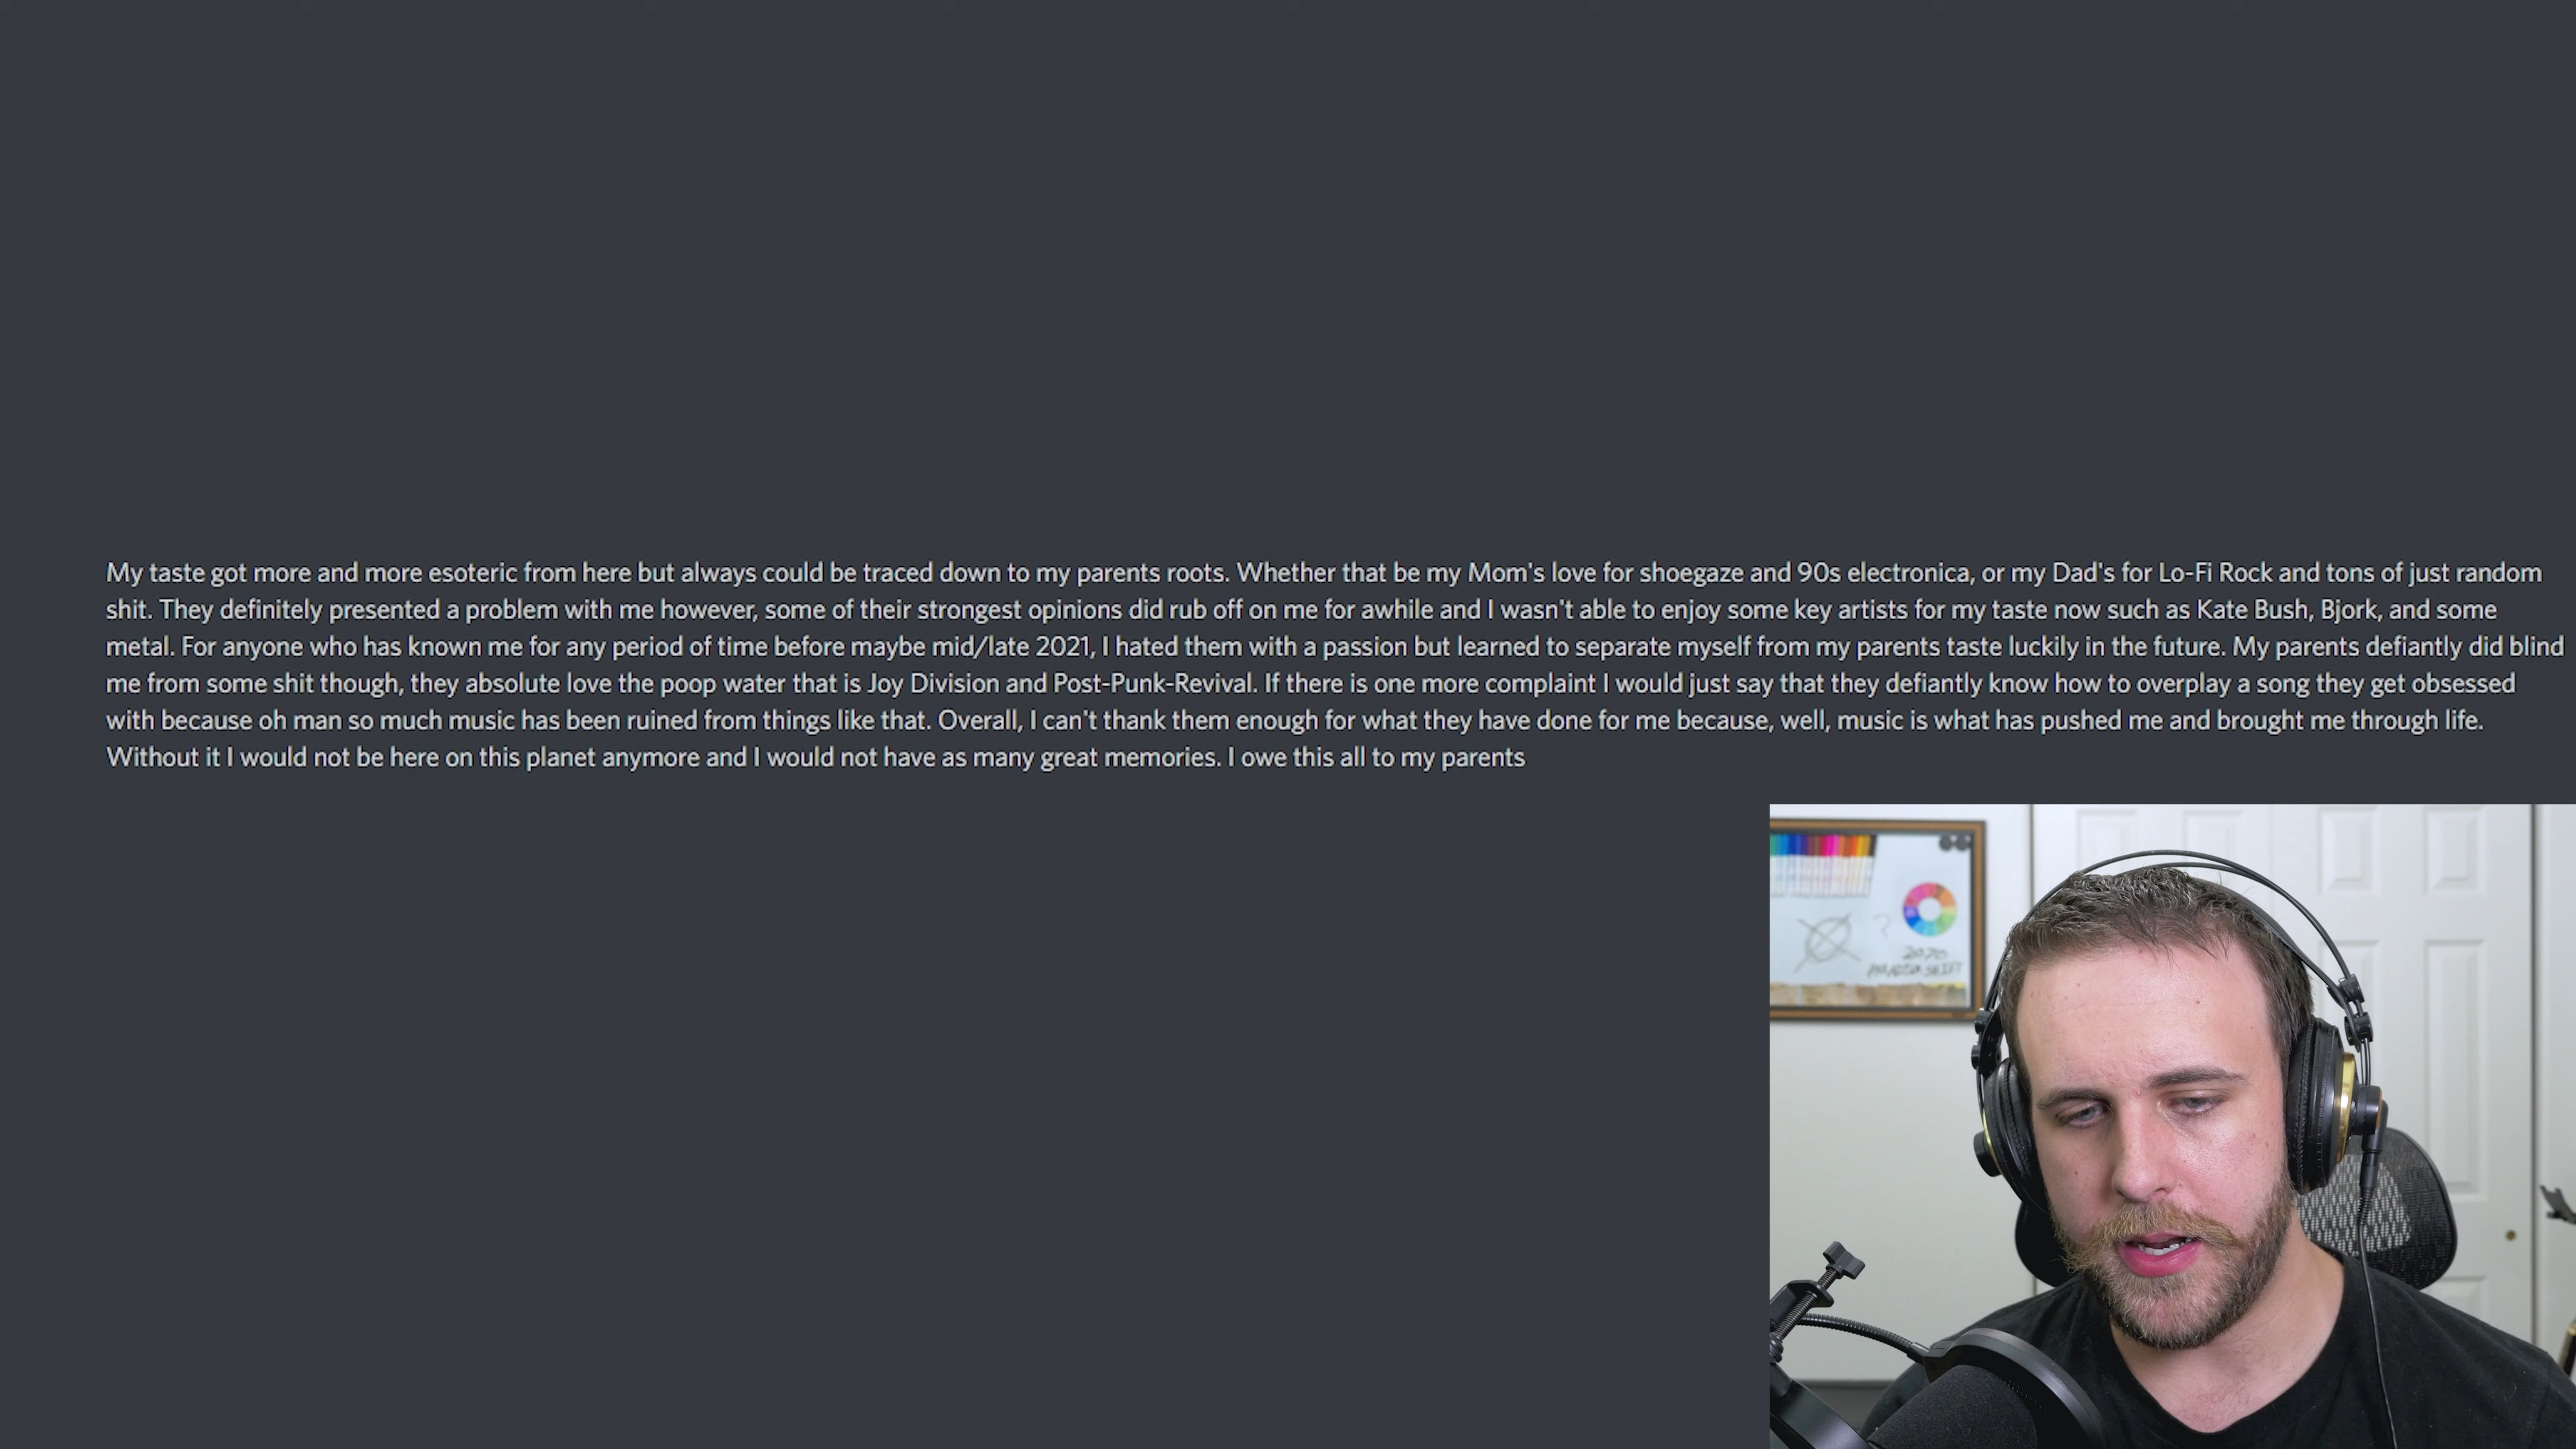 My taste got more and more esoteric from here but always could be traced down to my parents roots. Whether that be my Mom's love for shoegaze and 90s electronica, or my Dad's for Lo-Fi Rock and tons of just random
shit. They definitely presented a problem with me however, some of their strongest opinions did rub off on me for awhile and I wasn't able to enjoy some key artists for my taste now such as Kate Bush, Bjork, and some
metal. For anyone who has known me for any period of time before maybe mid/late 2021, I hated them with a passion but learned to separate myself from my parents taste luckily in the future. My parents defiantly did blind
me from some shit though, they absolute love the poop water that is Joy Division and Post-Punk-Revival. If there is one more complaint I would just say that they defiantly know how to overplay a song they get obsessed
with because oh man so much music has been ruined from things like that. Overall, I can't thank them enough for what they have done for me because, well, music is what has pushed me and brought me through life.
Without it I would not be here on this planet anymore and I would not have as many great memories. I owe this all to my parents
?
SHIFT